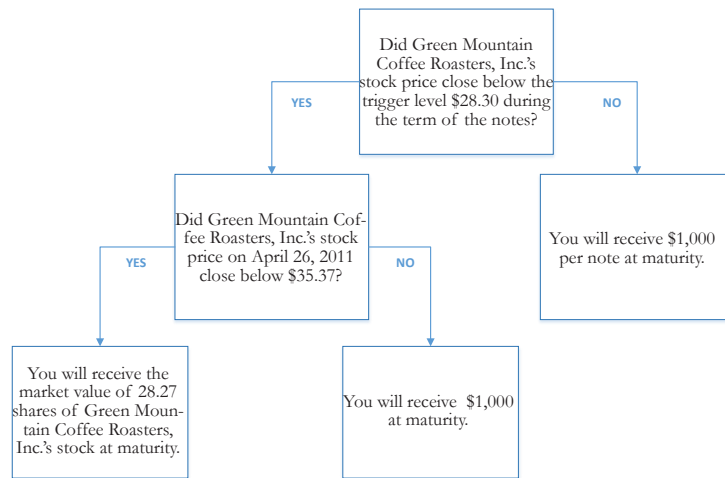 Did Green Mountain
Coffee Roasters, Inc.'s
stock price close below the
trigger level $28.30 during
the term of the notes?
YES
NO
Did Green Mountain Cof-
fee Roasters, Inc.'s stock
price on April 26, 2011
close below $35.37?
You will receive $1,000
per note at maturity.
YES
NO
You will receive the
market value of 28.27
shares of Green Moun-
tain Coffee Roasters,
Inc.'s stock at maturity.
You will receive $1,000
at maturity.